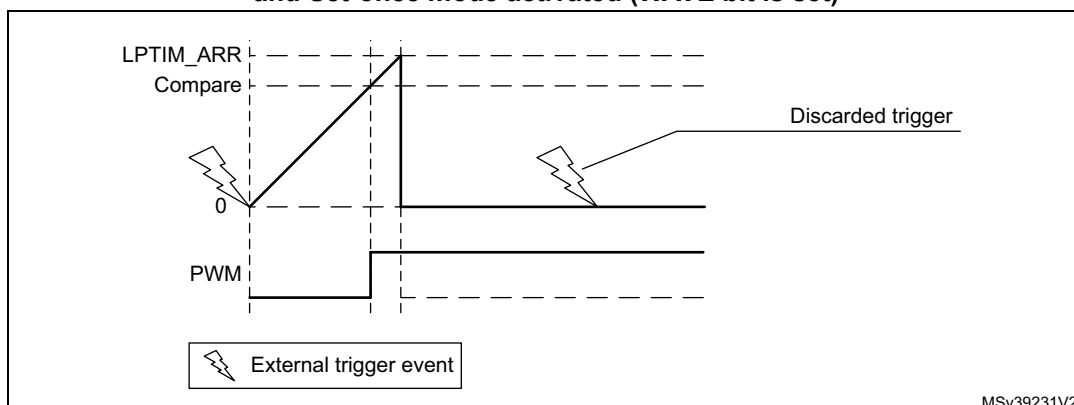 and Set-once mode activated (WAVE bit is set)
LPTIM_ARR
Compare
Discarded trigger
0
PWM
External trigger event
MSv39231V2